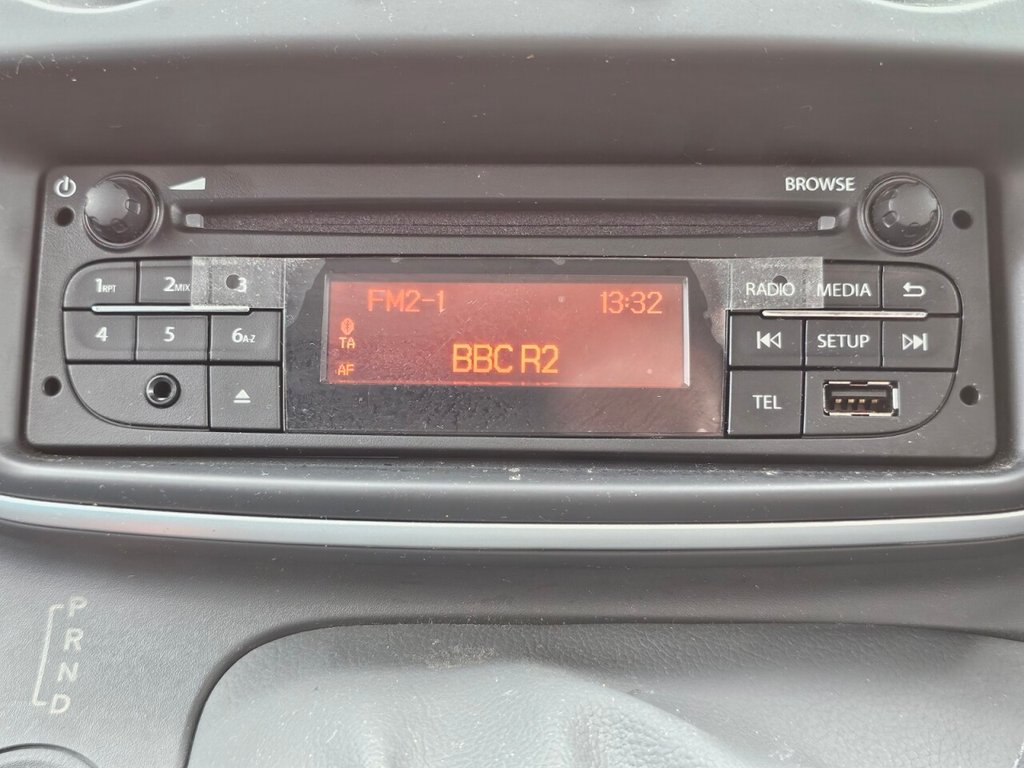 BROWSE
1RPT 2MIX 3
4 5 6A-Z
FM2-1 13:32
TA
BBC R2
AF
RADIO MEDIA
SETUP
TEL
P
R
N
D